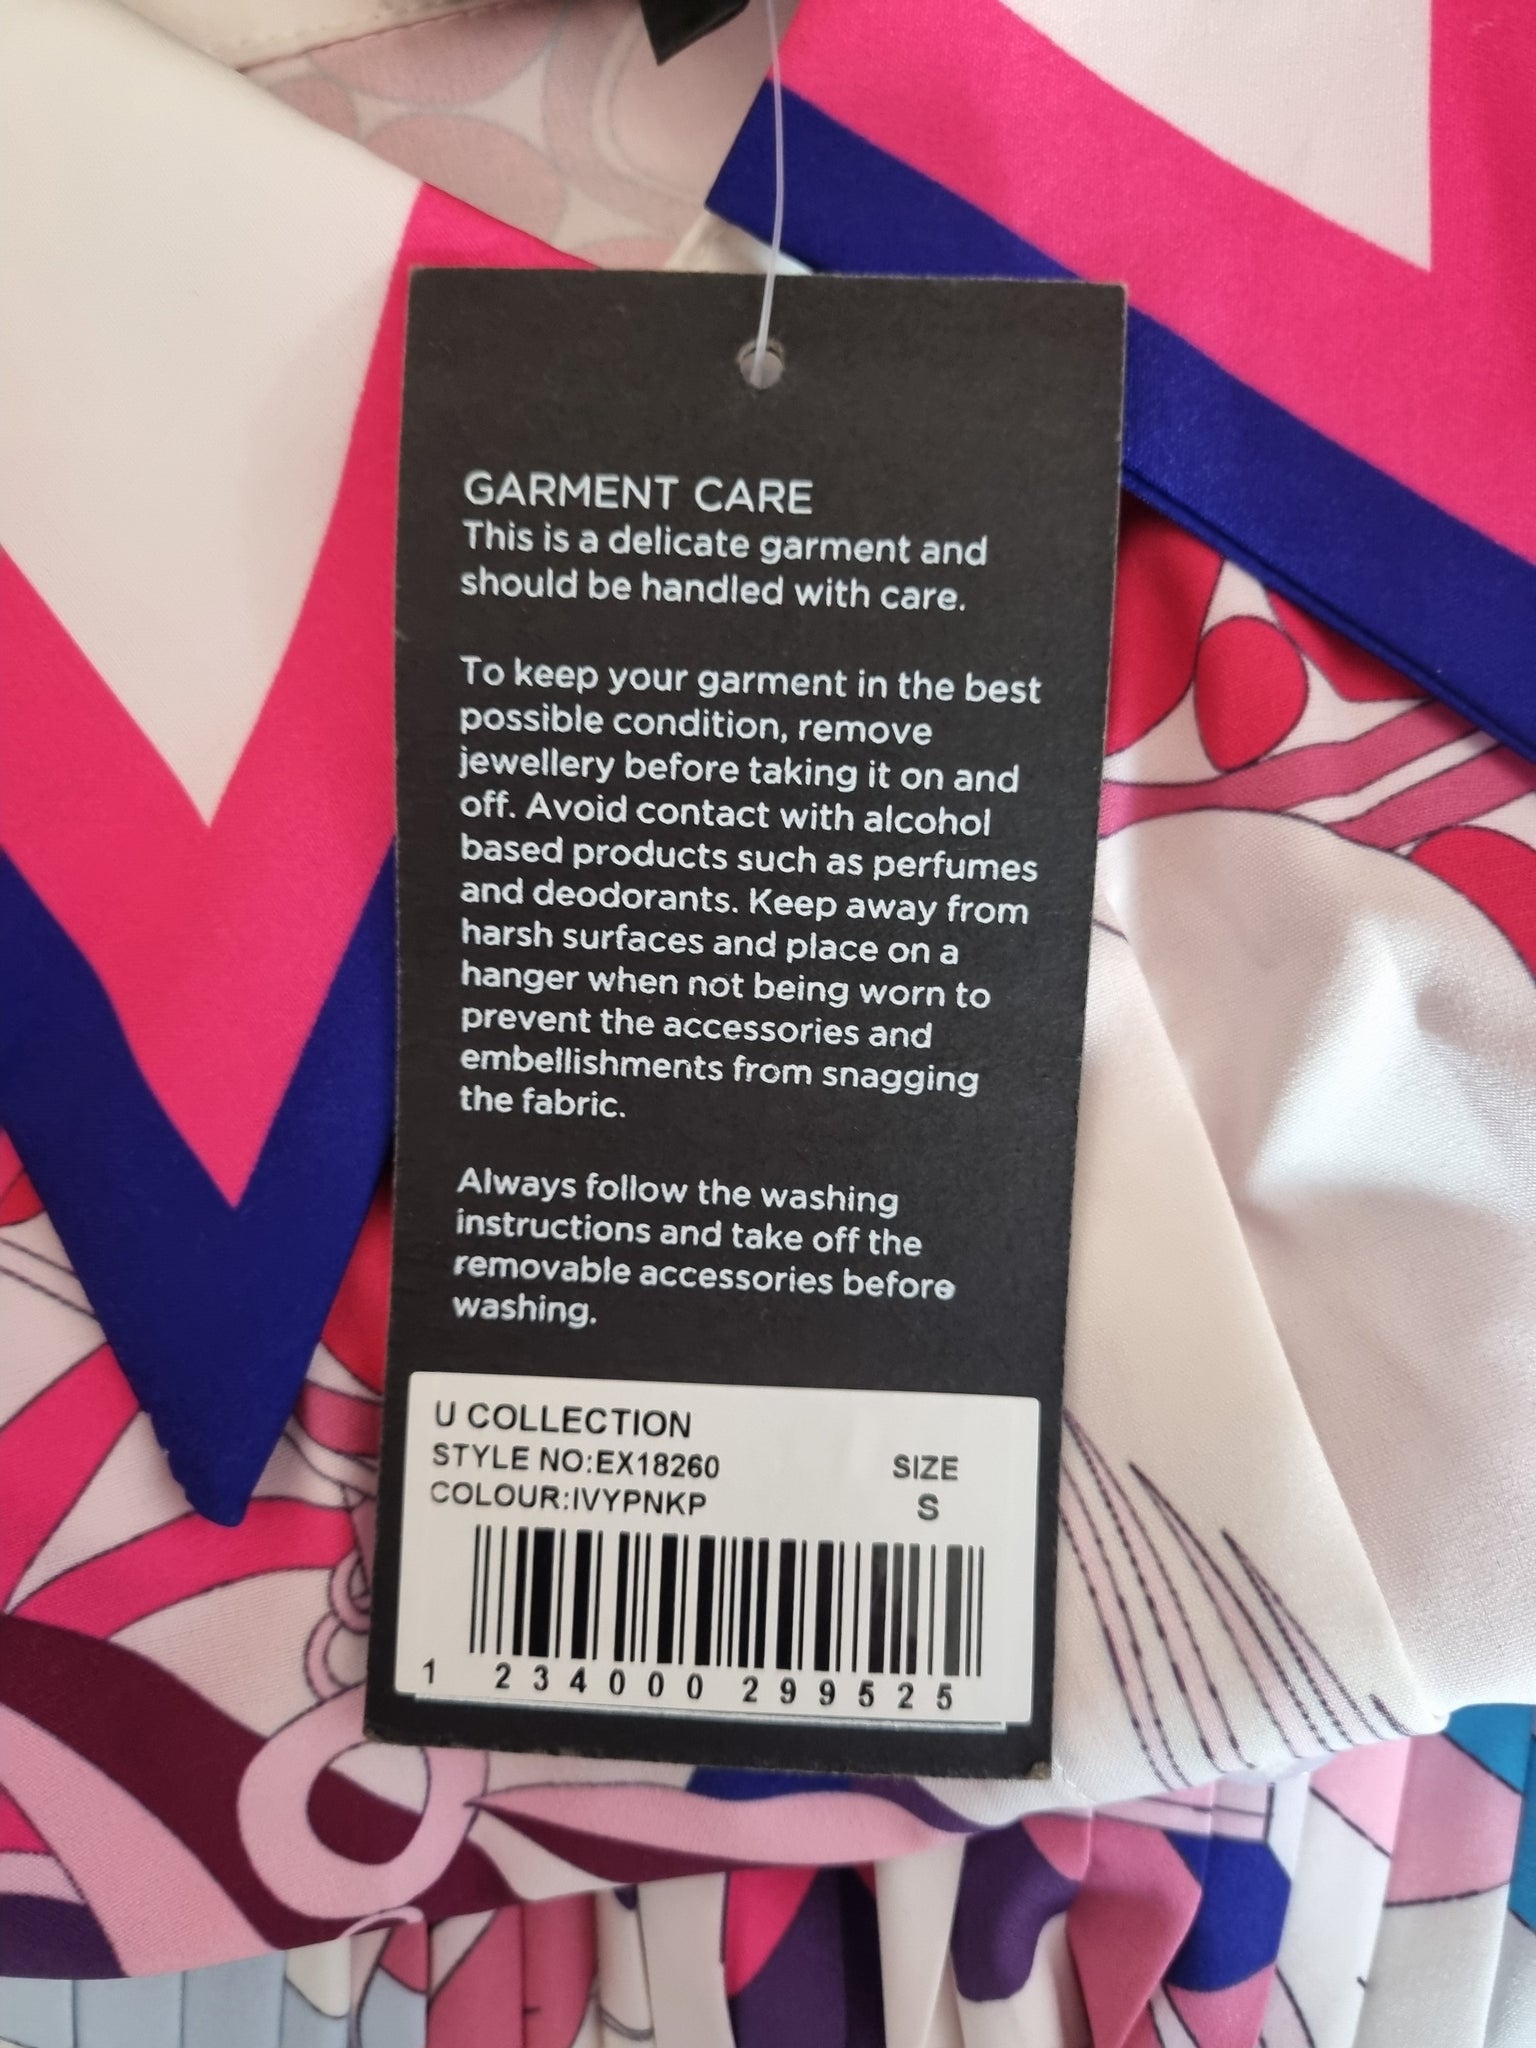 GARMENT CARE
This is a delicate garment and
should be handled with care.
To keep your garment in the best
possible condition, remove
jewellery before taking it on and
off. Avoid contact with alcohol
based products such as perfumes
and deodorants. Keep away from
harsh surfaces and place on a
hanger when not being worn to
prevent the accessories and
embellishments from snagging
the fabric.
Always follow the washing
instructions and take off the
removable accessories before
washing.
U COLLECTION
STYLE NO:EX18260
COLOUR:IVYPNKP
SIZE
S
1 234000 299525